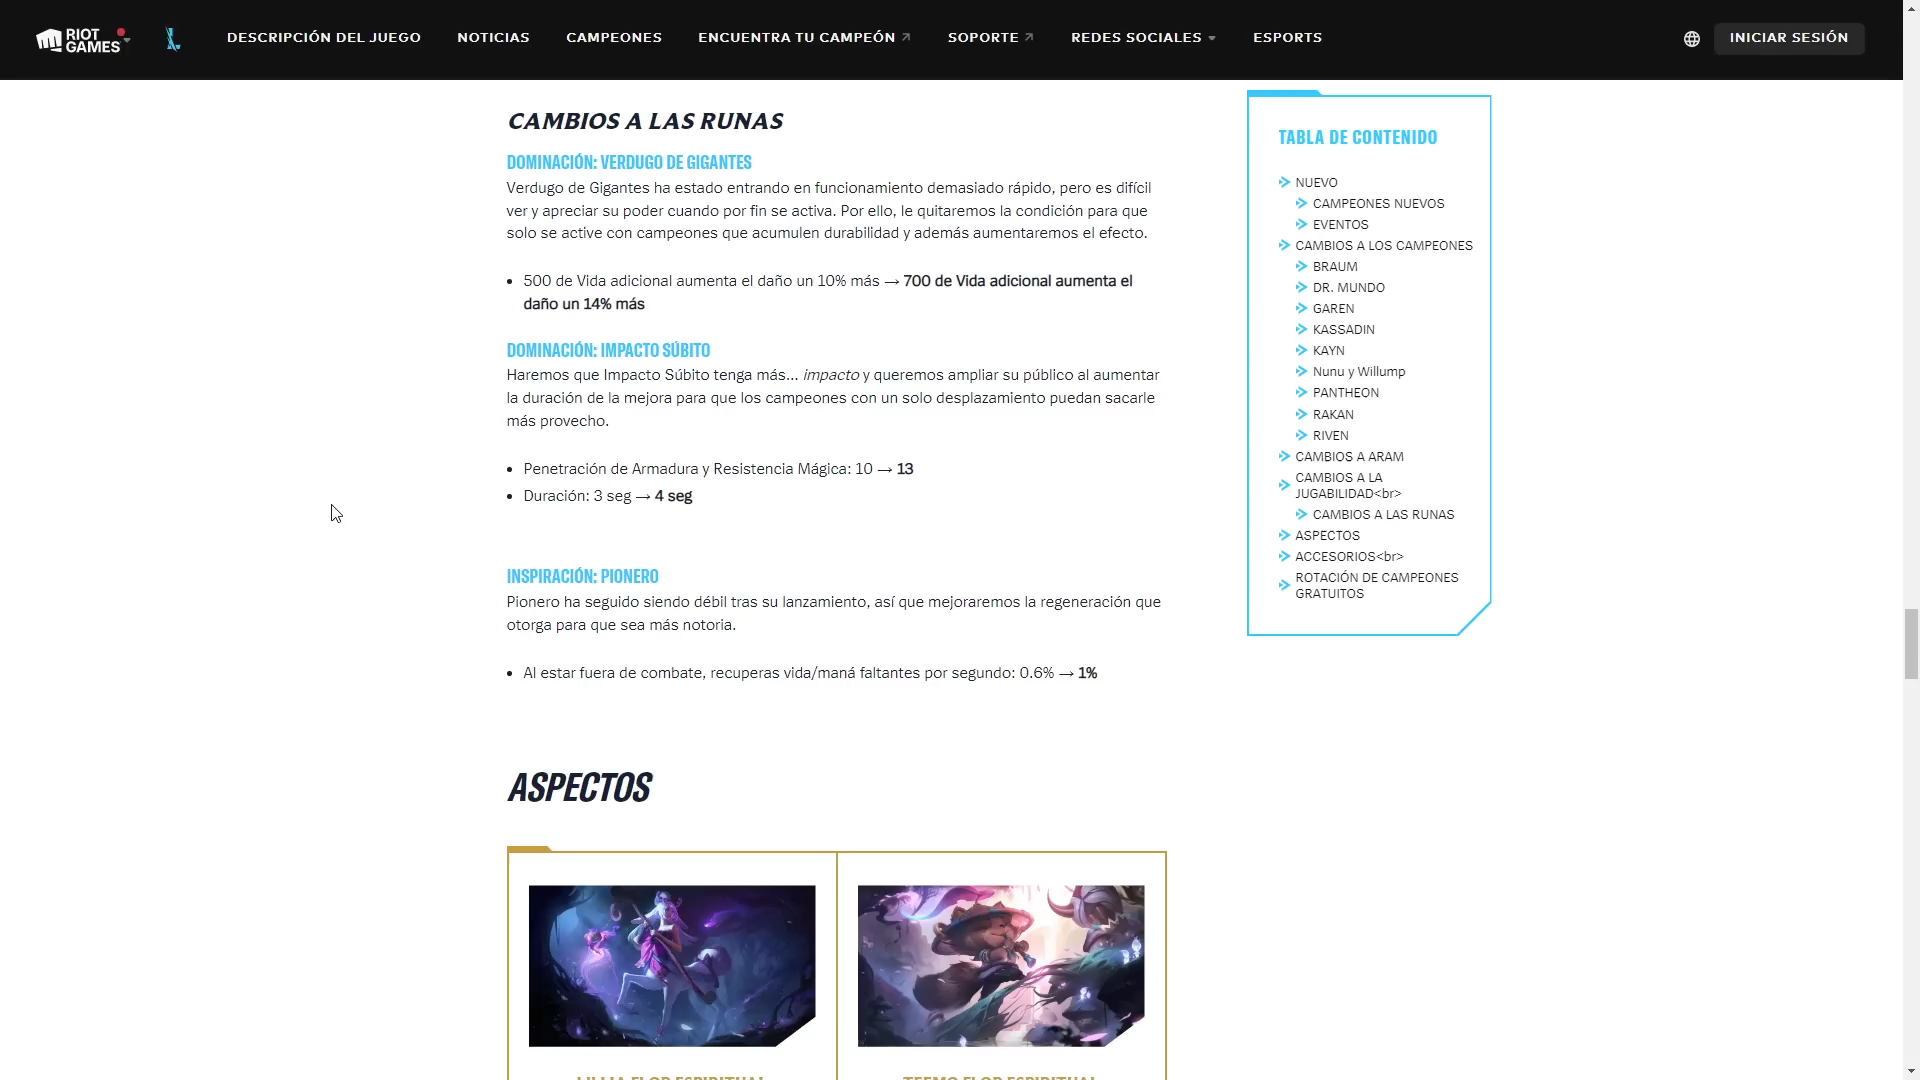 RIOT
GAMES
DESCRIPCIÓN DEL JUEGO
NOTICIAS
CAMPEONES
ENCUENTRA TU CAMPEÓN
SOPORTE
REDES SOCIALES
ESPORTS
INICIAR SESIÓN
CAMBIOS A LAS RUNAS
DOMINACIÓN: VERDUGO DE GIGANTES
Verdugo de Gigantes ha estado entrando en funcionamiento demasiado rápido, pero es difícil
ver y apreciar su poder cuando por fin se activa. Por ello, le quitaremos la condición para que
solo se active con campeones que acumulen durabilidad y además aumentaremos el efecto.
• 500 de Vida adicional aumenta el daño un 10% más → 700 de Vida adicional aumenta el
daño un 14% más
DOMINACIÓN: IMPACTO SÚBITO
Haremos que Impacto Súbito tenga más... impacto y queremos ampliar su público al aumentar
la duración de la mejora para que los campeones con un solo desplazamiento puedan sacarle
más provecho.
• Penetración de Armadura y Resistencia Mágica: 10 → 13
• Duración: 3 seg → 4 seg
INSPIRACIÓN: PIONERO
Pionero ha seguido siendo débil tras su lanzamiento, así que mejoraremos la regeneración que
otorga para que sea más notoria.
• Al estar fuera de combate, recuperas vida/maná faltantes por segundo: 0.6% → 1%
ASPECTOS
LILLIA FLOR ESPIRITUAL
TEEMO FLOR ESPIRITUAL
TABLA DE CONTENIDO
NUEVO
CAMPEONES NUEVOS
EVENTOS
CAMBIOS A LOS CAMPEONES
BRAUM
DR. MUNDO
GAREN
KASSADIN
KAYN
Nunu y Willump
PANTHEON
RAKAN
RIVEN
CAMBIOS A ARAM
CAMBIOS A LA
JUGABILIDAD<br>
CAMBIOS A LAS RUNAS
ASPECTOS
ACCESORIOS<br>
ROTACIÓN DE CAMPEONES
GRATUITOS